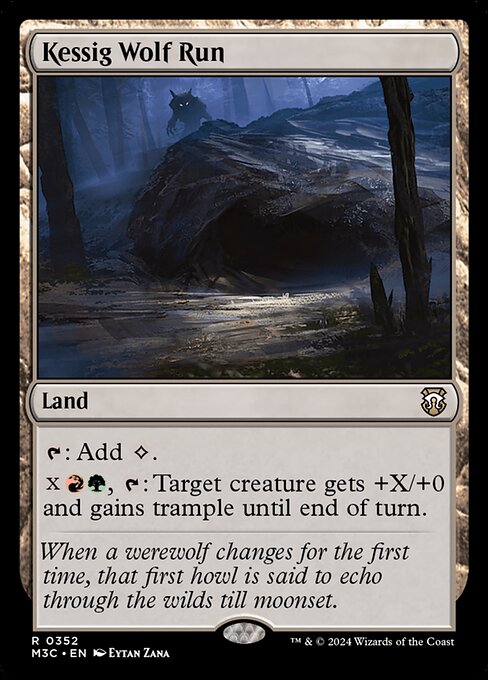 Kessig Wolf Run
Land
: Add .
X, : Target creature gets +X/+0
and gains trample until end of turn.
When a werewolf changes for the first
time, that first howl is said to echo
through the wilds till moonset.
R 0352
M3C • EN EYTAN ZANA
™ & © 2024 Wizards of the Coast